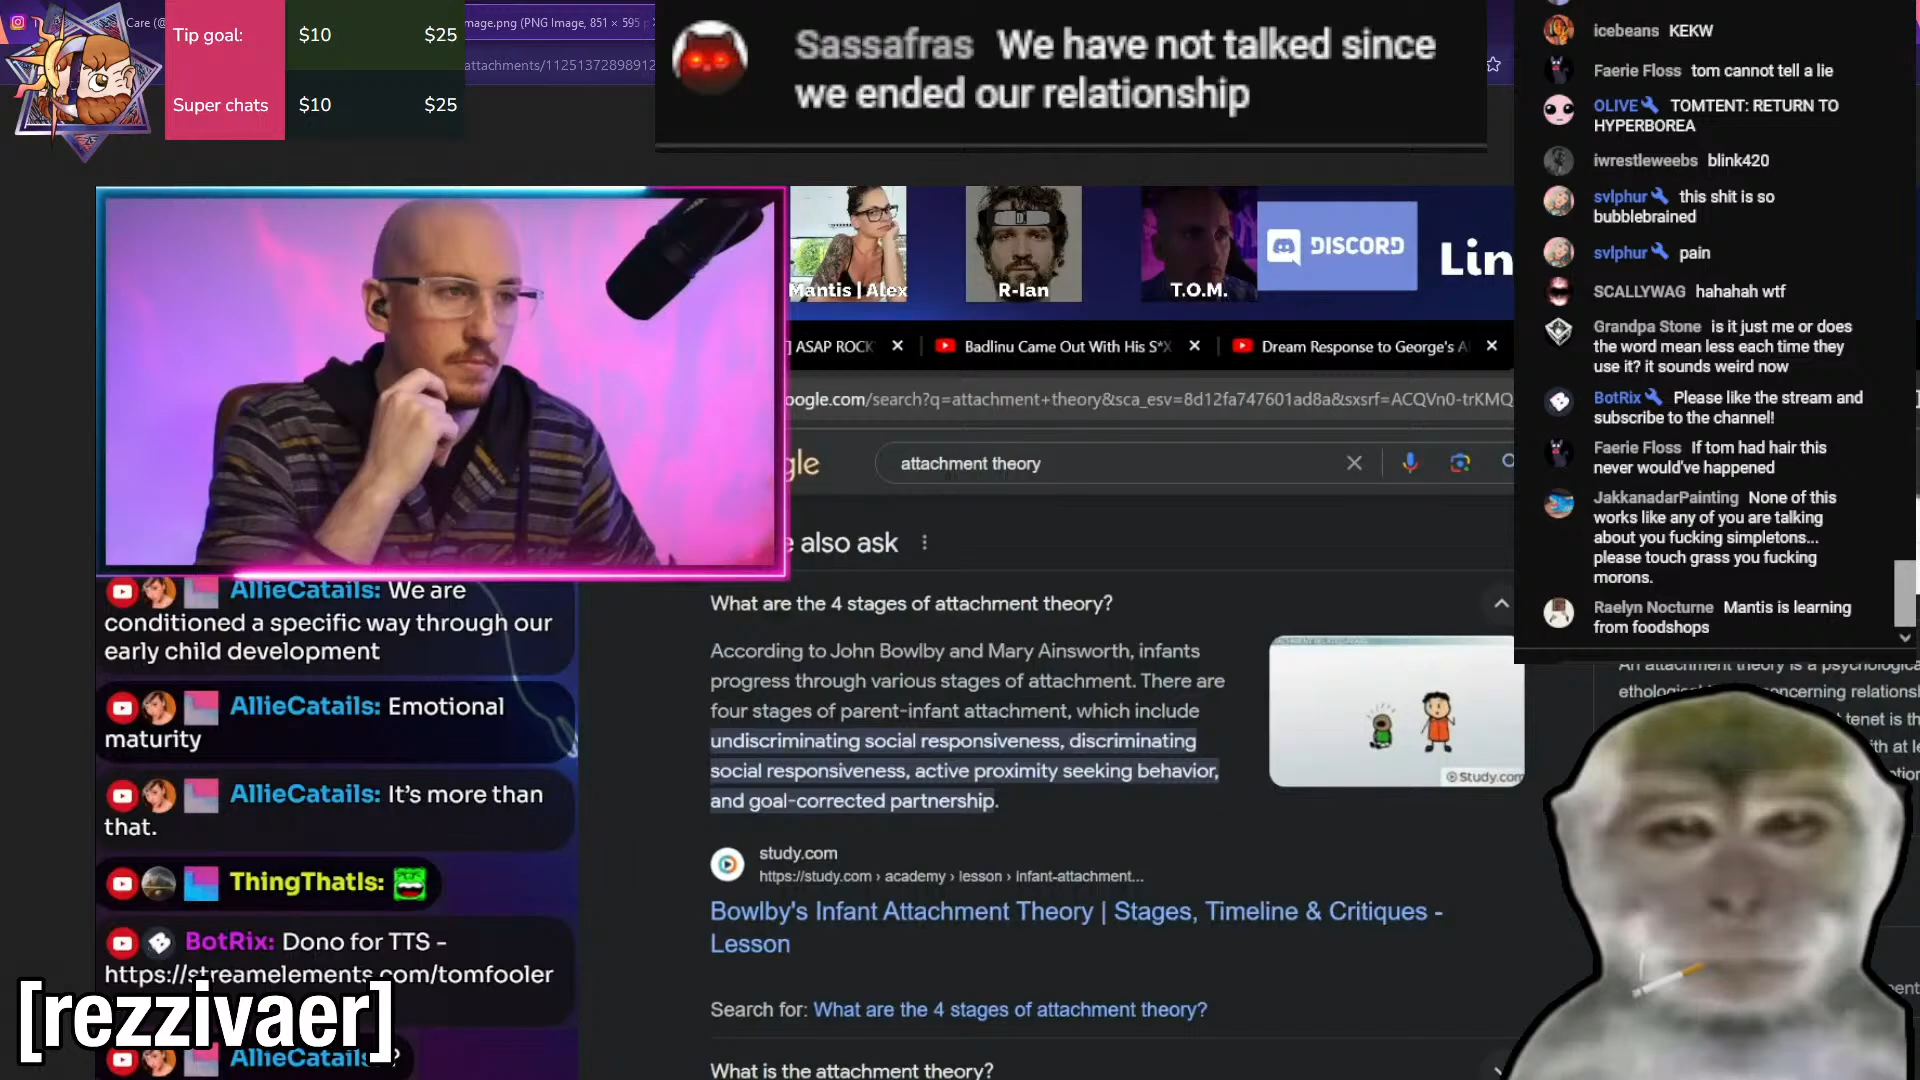 Care (@
mage.png (PNG Image, 851 × 595 p
Tip goal: $10 $25
attachments/11251372898912
Super chats $10 $25
Sassafras We have not talked since
we ended our relationship
icebeans KEKW
Faerie Floss tom cannot tell a lie
OLIVE TOMTENT: RETURN TO
HYPERBOREA
iwrestleweebs blink420
svlphur this shit is so
bubblebrained
svlphur pain
SCALLYWAG hahahah wtf
Grandpa Stone is it just me or does
the word mean less each time they
use it? it sounds weird now
BotRix Please like the stream and
subscribe to the channel!
Faerie Floss If tom had hair this
never would've happened
JakkanadarPainting None of this
works like any of you are talking
about you fucking simpletons...
please touch grass you fucking
morons.
Raelyn Nocturne Mantis is learning
from foodshops
Mantis | Alex
R-Ian
T.O.M.
DISCORD
Lin
] ASAP ROCK
Badlinu Came Out With His S*X
Dream Response to George's A
oogle.com/search?q=attachment+theory&sca_esv=8d12fa747601ad8a&sxsrf=ACQVn0-trKMQ
gle
attachment theory
e also ask
What are the 4 stages of attachment theory?
According to John Bowlby and Mary Ainsworth, infants
progress through various stages of attachment. There are
four stages of parent-infant attachment, which include
undiscriminating social responsiveness, discriminating
social responsiveness, active proximity seeking behavior,
and goal-corrected partnership.
Study.com
study.com
https://study.com › academy › lesson › infant-attachment...
Bowlby's Infant Attachment Theory | Stages, Timeline & Critiques -
Lesson
Search for: What are the 4 stages of attachment theory?
What is the attachment theory?
An attachment theory is a psychologica
concerning relations
tenet is th
AllieCatails: We are
conditioned a specific way through our
early child development
AllieCatails: Emotional
maturity
AllieCatails: It's more than
that.
ThingThatIs:
BotRix: Dono for TTS -
https://streamelements.com/tomfooler
AllieCatails: ?
[rezzivaer]